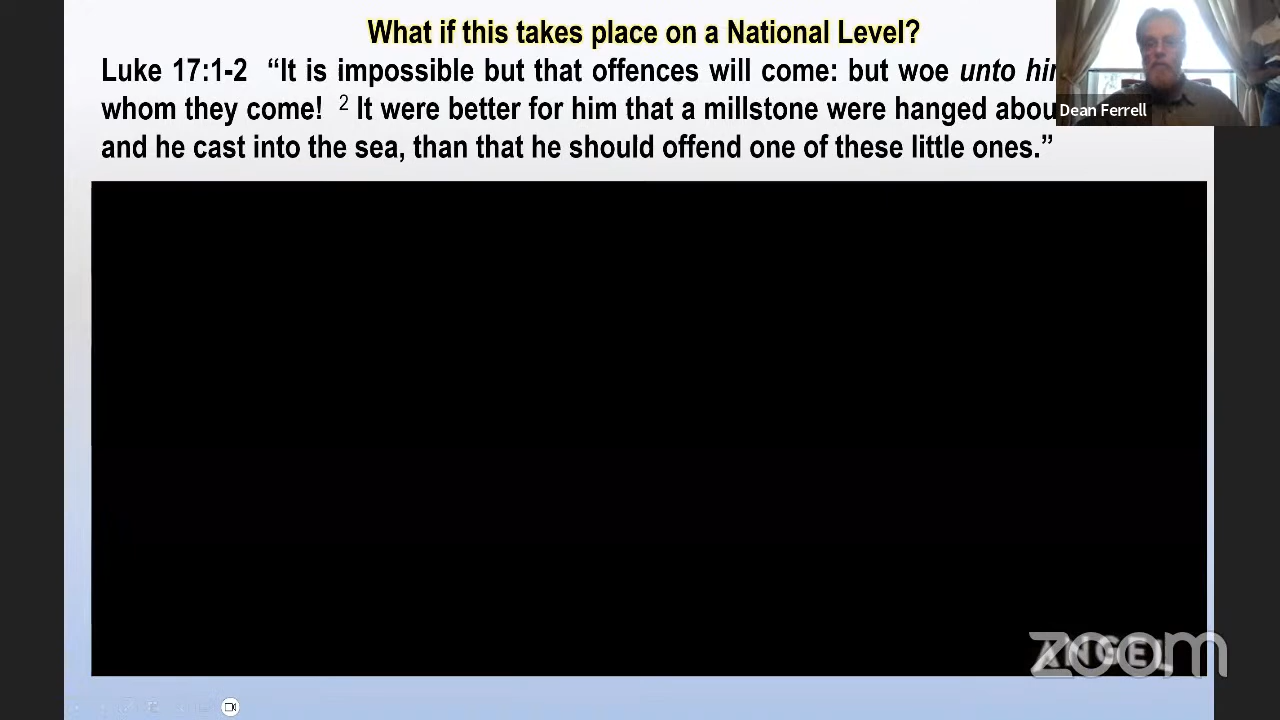 What if this takes place on a National Level?
Luke 17:1-2 “It is impossible but that offences will come: but woe unto
whom they come! 2 It were better for him that a millstone were hanged
and he cast into the sea, than that he should offend one of these little ones.”
Dean Ferrell
ANGEL
zoom